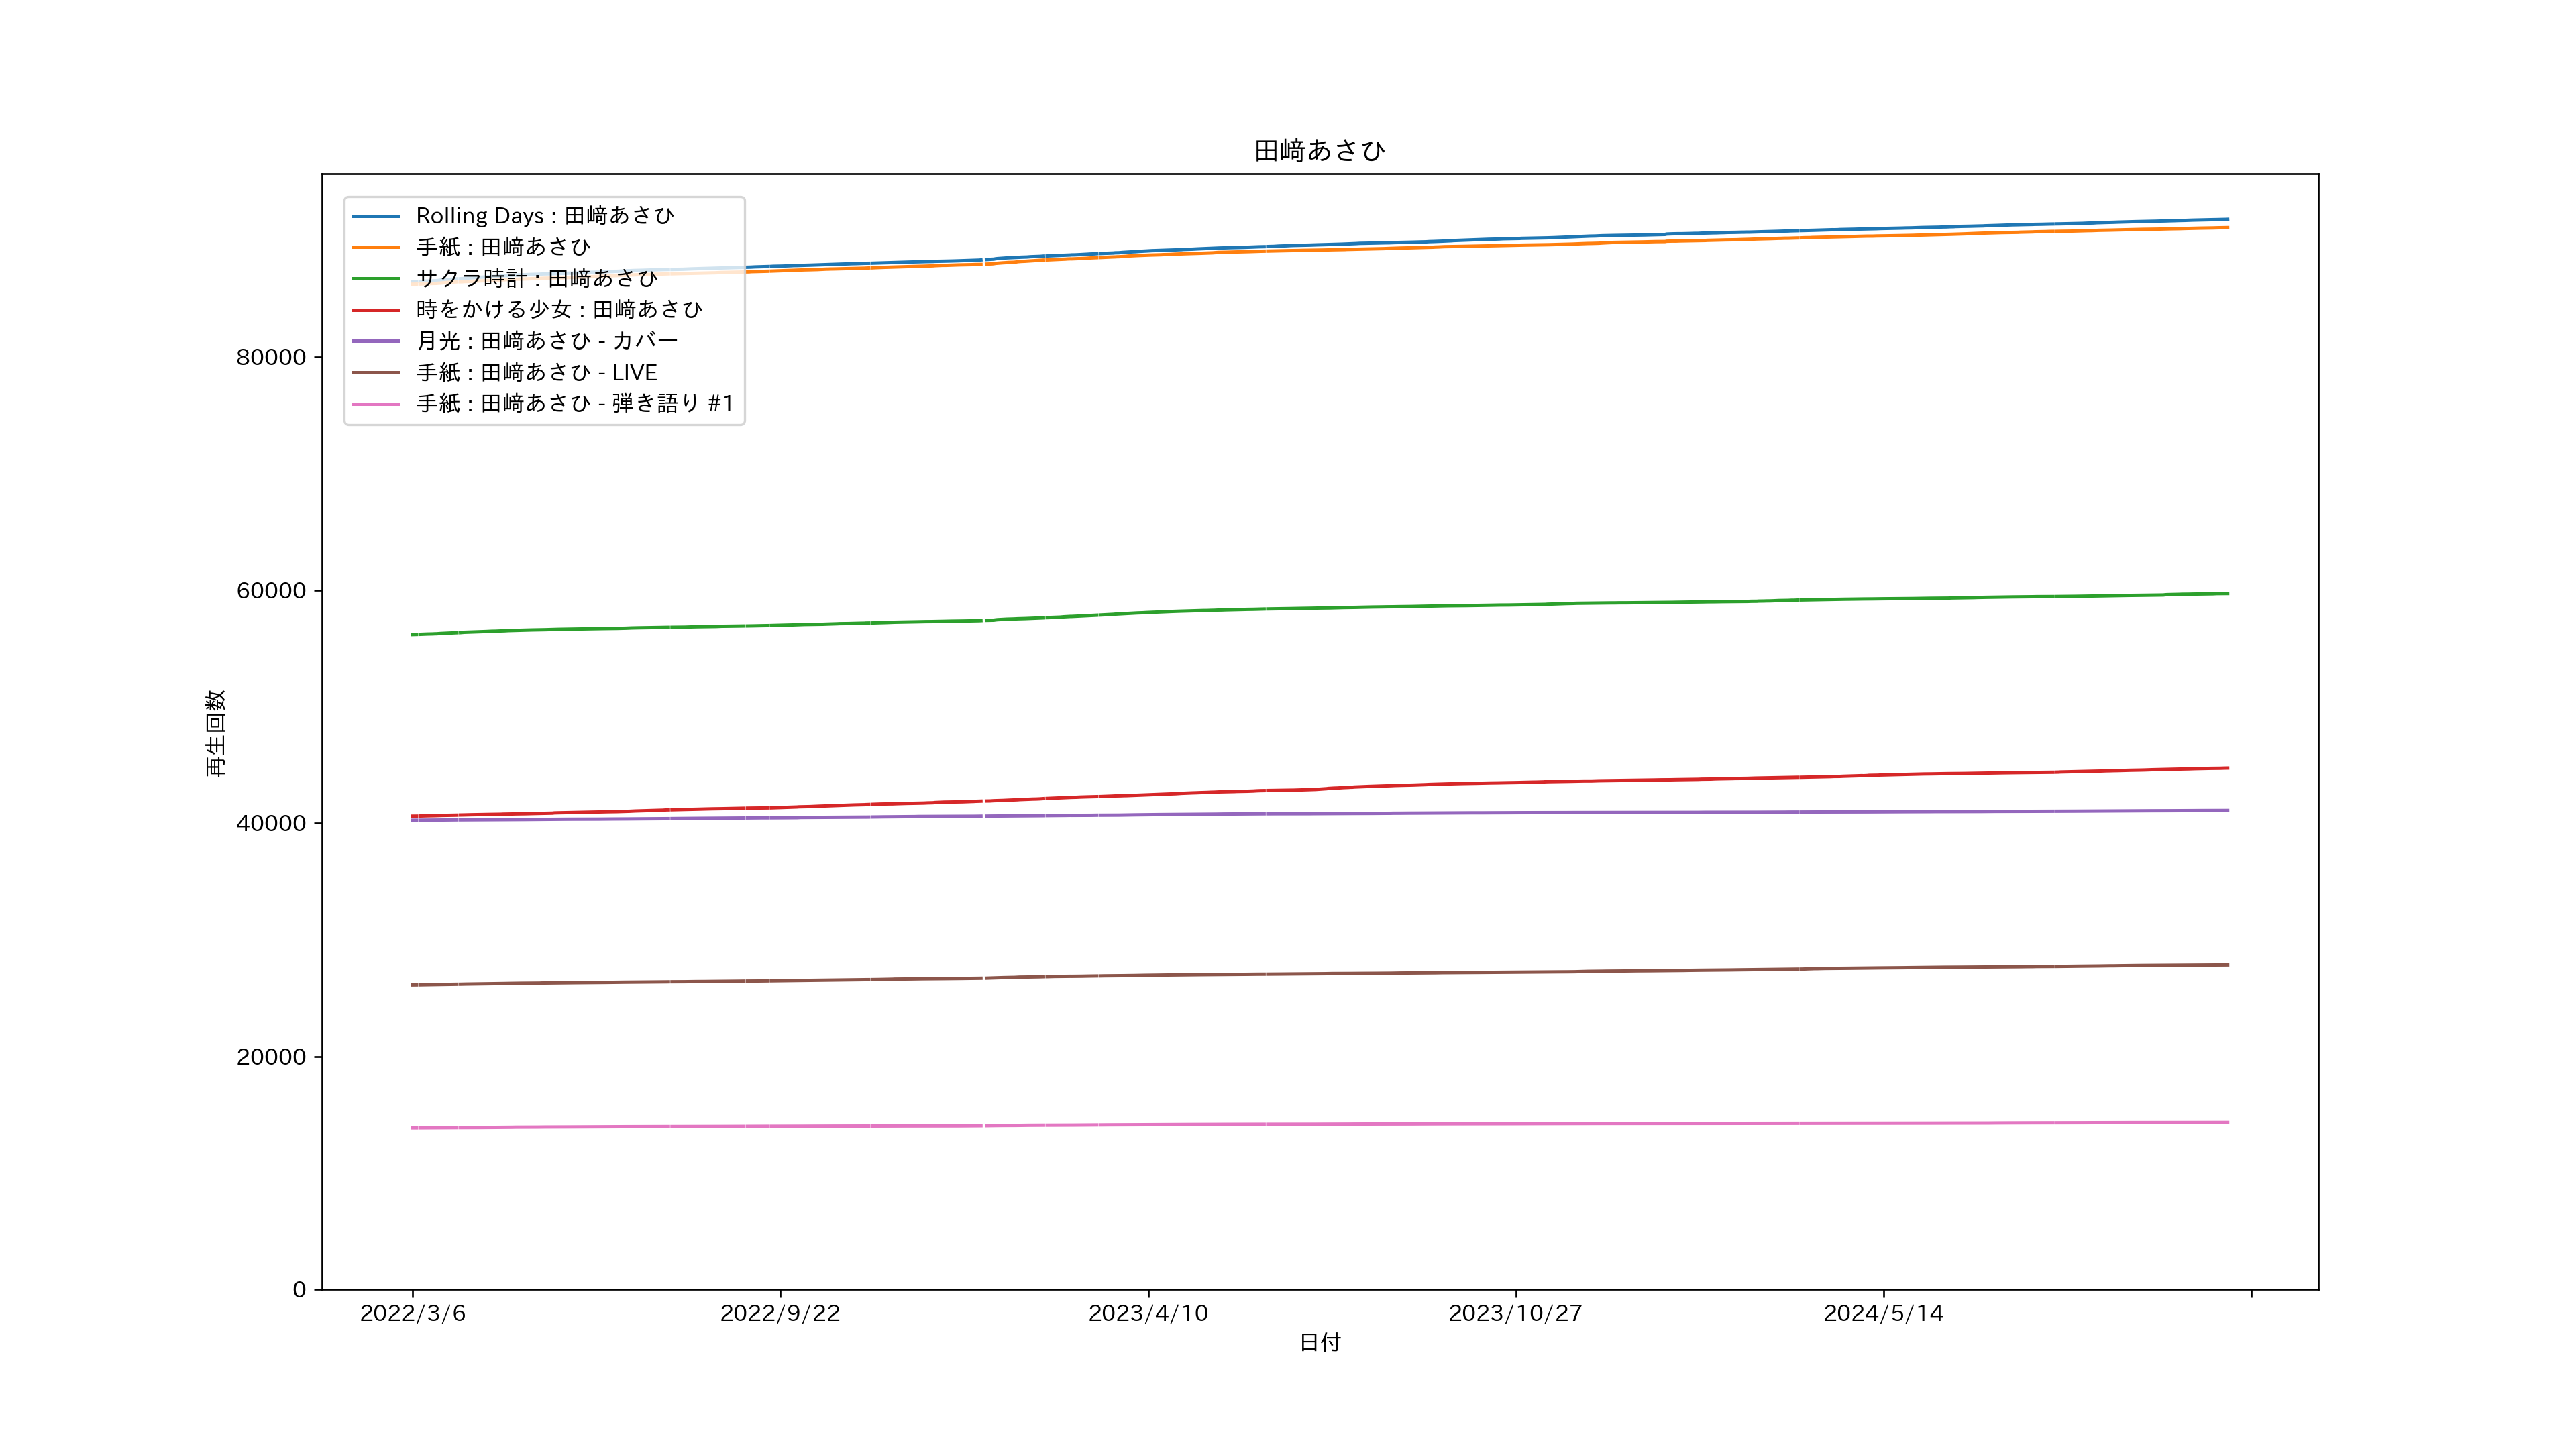 田﨑あさひ
Rolling Days : 田﨑あさひ
手紙 : 田﨑あさひ
サクラ時計 : 田﨑あさひ
時をかける少女 : 田﨑あさひ
月光 : 田﨑あさひ - カバー
手紙 : 田﨑あさひ - LIVE
手紙 : 田﨑あさひ - 弾き語り #1
再生回数
80000
60000
40000
20000
0
2022/3/6
2022/9/22
2023/4/10
2023/10/27
2024/5/14
日付